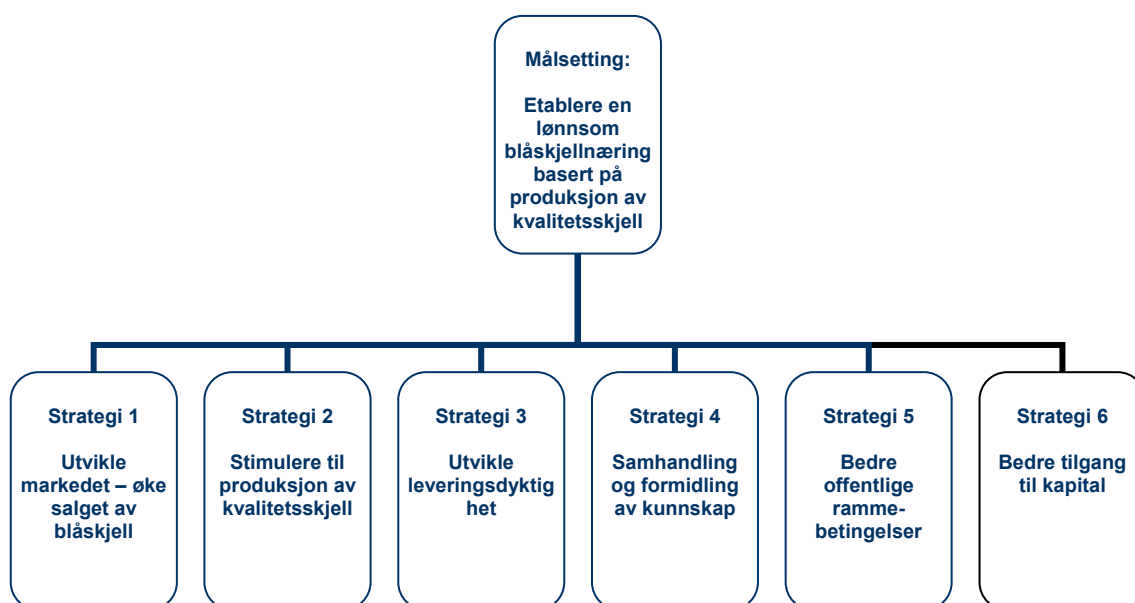 Målsetting:
Etablere en
lønnsom
blåskjellnæring
basert på
produksjon av
kvalitetsskjell
Strategi 1
Utvikle
markedet – øke
salget av
blåskjell
Strategi 2
Stimulere til
produksjon av
kvalitetsskjell
Strategi 3
Utvikle
leveringsdyktig
het
Strategi 4
Samhandling
og formidling
av kunnskap
Strategi 5
Bedre
offentlige
ramme-
betingelser
Strategi 6
Bedre tilgang
til kapital